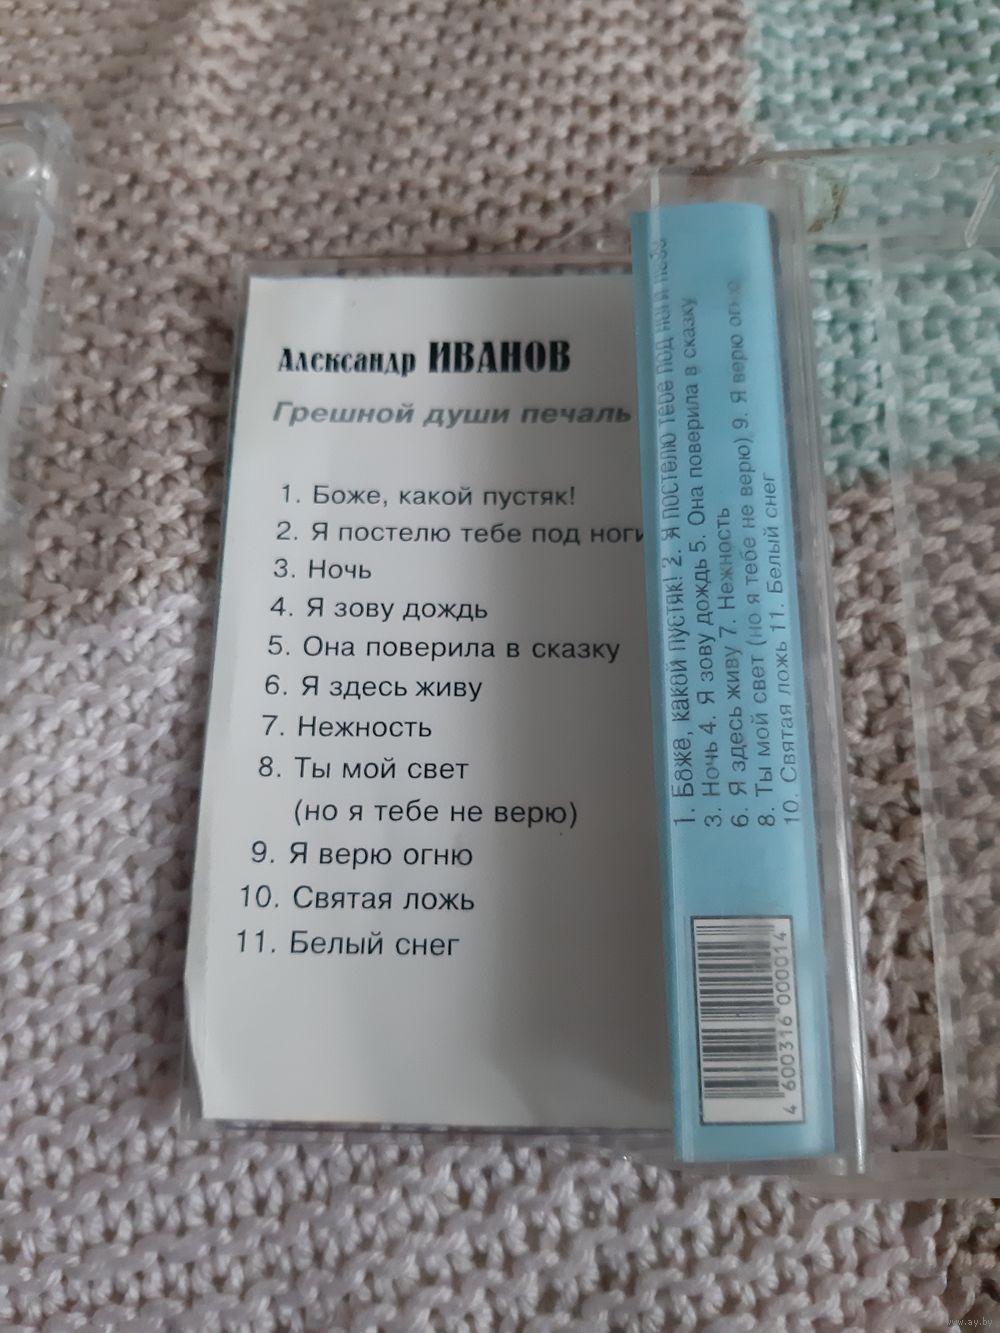 Александр ИВАНОВ
Грешной души печаль
1. Боже, какой пустяк!
2. Я постелю тебе под ноги
3. Ночь
4. Я зову дождь
5. Она поверила в сказку
6. Я здесь живу
7. Нежность
8. Ты мой свет
(но я тебе не верю)
9. Я верю огню
10. Святая ложь
11. Белый снег
1. Боже, какой пустяк! 2. Я постелю тебе под ноги небо
3. Ночь 4. Я зову дождь 5. Она поверила в сказку
6. Я здесь живу 7. Нежность
8. Ты мой свет (но я тебе не верю) 9. Я верю огню
10. Святая ложь 11. Белый снег
4 600316 000014
www.ay.by